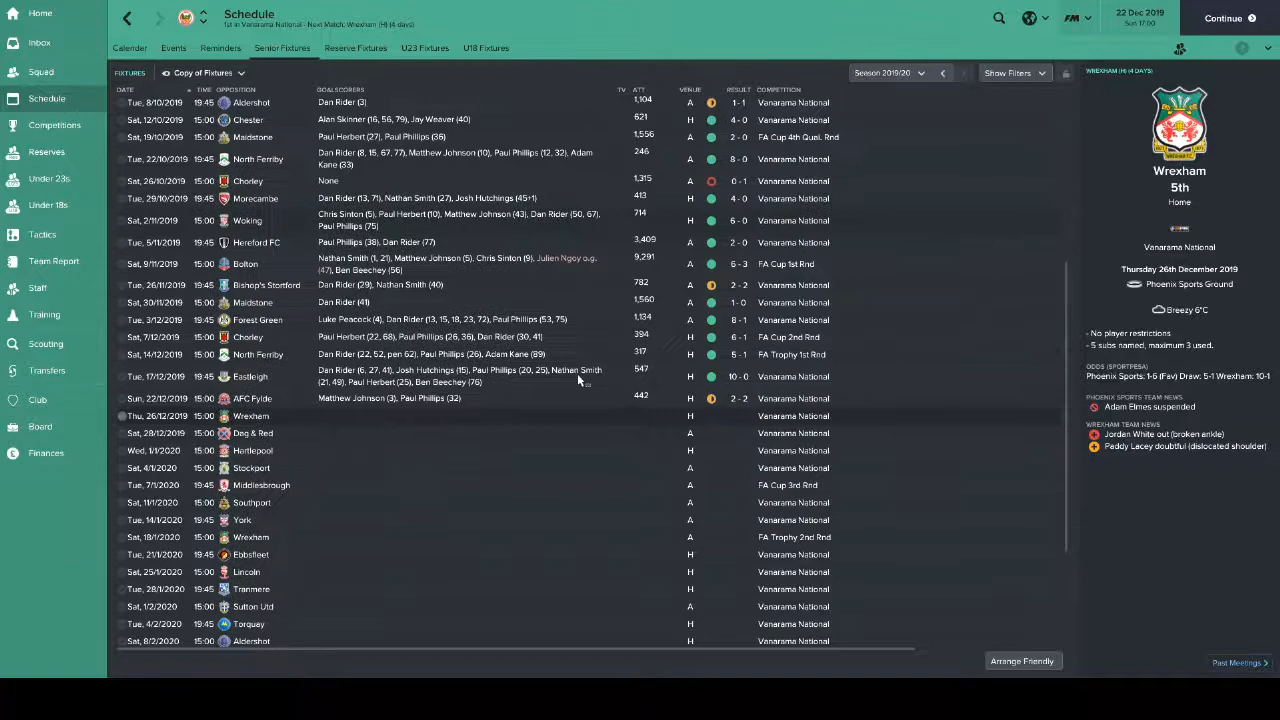 Home
Inbox
Squad
Schedule
Competitions
Reserves
Under 23s
Under 18s
Tactics
Team Report
Staff
Training
Scouting
Transfers
Club
Board
Finances
Schedule
1st in Vanarama National - Next Match: Wrexham (H) (4 days)
FM
22 Dec 2019
Sun 17:00
Continue
Calendar Events Reminders Senior Fixtures Reserve Fixtures U23 Fixtures U18 Fixtures
FIXTURES Copy of Fixtures Season 2019/20 Show Filters
DATE TIME OPPOSITION GOALSCORERS TV ATT VENUE RESULT COMPETITION
Tue, 8/10/2019 19:45 Aldershot Dan Rider (3) 1,104 A 1-1 Vanarama National
Sat, 12/10/2019 15:00 Chester Alan Skinner (16, 56, 79), Jay Weaver (40) 621 H 4-0 Vanarama National
Sat, 19/10/2019 15:00 Maidstone Paul Herbert (27), Paul Phillips (36) 1,556 A 2-0 FA Cup 4th Qual. Rnd
Tue, 22/10/2019 19:45 North Ferriby Dan Rider (8, 15, 67, 77), Matthew Johnson (10), Paul Phillips (12, 32), Adam Kane (33) 246 A 8-0 Vanarama National
Sat, 26/10/2019 15:00 Chorley None 1,315 A 0-1 Vanarama National
Tue, 29/10/2019 19:45 Morecambe Dan Rider (13, 71), Nathan Smith (27), Josh Hutchings (45+1) 413 H 4-0 Vanarama National
Sat, 2/11/2019 15:00 Woking Chris Sinton (5), Paul Herbert (10), Matthew Johnson (43), Dan Rider (50, 67), Paul Phillips (75) 714 H 6-0 Vanarama National
Tue, 5/11/2019 19:45 Hereford FC Paul Phillips (38), Dan Rider (77) 3,409 A 2-0 Vanarama National
Sat, 9/11/2019 15:00 Bolton Nathan Smith (1, 21), Matthew Johnson (5), Chris Sinton (9), Julien Ngoy o.g. (47), Ben Beechey (56) 9,291 A 6-3 FA Cup 1st Rnd
Tue, 26/11/2019 19:45 Bishop's Stortford Dan Rider (29), Nathan Smith (40) 782 A 2-2 Vanarama National
Sat, 30/11/2019 15:00 Maidstone Dan Rider (41) 1,560 A 1-0 Vanarama National
Tue, 3/12/2019 19:45 Forest Green Luke Peacock (4), Dan Rider (13, 15, 18, 23, 72), Paul Phillips (53, 75) 1,134 A 8-1 Vanarama National
Sat, 7/12/2019 15:00 Chorley Paul Herbert (22, 68), Paul Phillips (26, 36), Dan Rider (30, 41) 394 H 6-1 FA Cup 2nd Rnd
Sat, 14/12/2019 15:00 North Ferriby Dan Rider (22, 52, pen 62), Paul Phillips (26), Adam Kane (89) 317 H 5-1 FA Trophy 1st Rnd
Tue, 17/12/2019 19:45 Eastleigh Dan Rider (6, 27, 41), Josh Hutchings (15), Paul Phillips (20, 25), Nathan Smith (21, 49), Paul Herbert (25), Ben Beechey (76) 547 H 10-0 Vanarama National
Sun, 22/12/2019 15:00 AFC Fylde Matthew Johnson (3), Paul Phillips (32) 442 H 2-2 Vanarama National
Thu, 26/12/2019 15:00 Wrexham H Vanarama National
Sat, 28/12/2019 15:00 Dag & Red A Vanarama National
Wed, 1/1/2020 15:00 Hartlepool H Vanarama National
Sat, 4/1/2020 15:00 Stockport A Vanarama National
Tue, 7/1/2020 19:45 Middlesbrough A FA Cup 3rd Rnd
Sat, 11/1/2020 15:00 Southport A Vanarama National
Tue, 14/1/2020 19:45 York A Vanarama National
Sat, 18/1/2020 15:00 Wrexham A FA Trophy 2nd Rnd
Tue, 21/1/2020 19:45 Ebbsfleet H Vanarama National
Sat, 25/1/2020 15:00 Lincoln H Vanarama National
Tue, 28/1/2020 19:45 Tranmere H Vanarama National
Sat, 1/2/2020 15:00 Sutton Utd A Vanarama National
Tue, 4/2/2020 19:45 Torquay H Vanarama National
Sat, 8/2/2020 15:00 Aldershot H Vanarama National
Arrange Friendly
WREXHAM (H) (4 DAYS)
Wrexham
5th
Home
Vanarama National
Thursday 26th December 2019
Phoenix Sports Ground
Breezy 6°C
- No player restrictions
- 5 subs named, maximum 3 used.
ODDS (SPORTPESA)
Phoenix Sports: 1-6 (Fav) Draw: 5-1 Wrexham: 10-1
PHOENIX SPORTS TEAM NEWS
Adam Elmes suspended
WREXHAM TEAM NEWS
Jordan White out (broken ankle)
Paddy Lacey doubtful (dislocated shoulder)
Past Meetings >